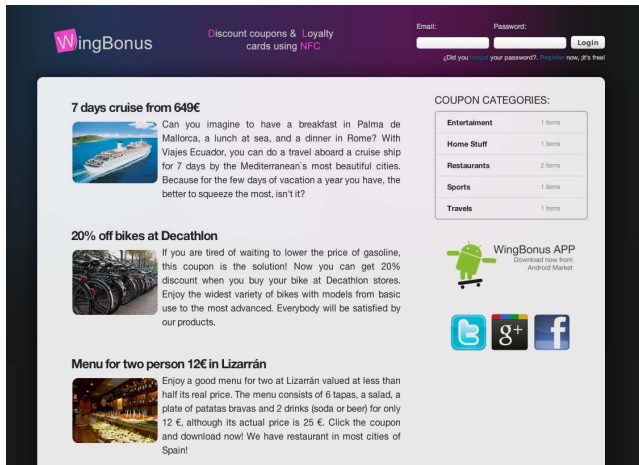 WingBonus
Discount coupons & Loyalty
cards using NFC
Email:
Password:
Login
¿Did you forgot your password?. Register now, ¡It's free!
7 days cruise from 649€
Can you imagine to have a breakfast in Palma de
Mallorca, a lunch at sea, and a dinner in Rome? With
Viajes Ecuador, you can do a travel aboard a cruise ship
for 7 days by the Mediterranean`s most beautiful cities.
Because for the few days of vacation a year you have, the
better to squeeze the most, isn't it?
20% off bikes at Decathlon
If you are tired of waiting to lower the price of gasoline,
this coupon is the solution! Now you can get 20%
discount when you buy your bike at Decathlon stores.
Enjoy the widest variety of bikes with models from basic
use to the most advanced. Everybody will be satisfied by
our products.
Menu for two person 12€ in Lizarrán
Enjoy a good menu for two at Lizarrán valued at less than
half its real price. The menu consists of 6 tapas, a salad, a
plate of patatas bravas and 2 drinks (soda or beer) for only
12 €, although its actual price is 25 €. Click the coupon
and download now! We have restaurant in most cities of
Spain!
COUPON CATEGORIES:
Entertaiment 1 items
Home Stuff 1 items
Restaurants 2 items
Sports 1 items
Travels 1 items
WingBonus APP
Download now from
Android Market
g+
f